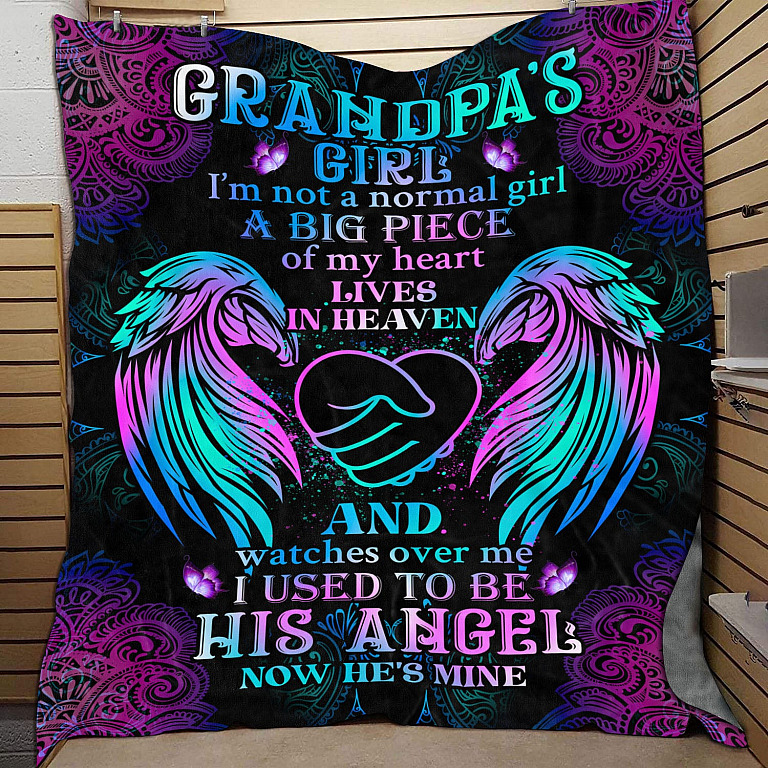 GRANDPA'S
GIRL
I'm not a normal girl
A BIG PIECE
of my heart
LIVES
IN HEAVEN
AND
watches over me
I USED TO BE
HIS ANGEL
NOW HE'S MINE